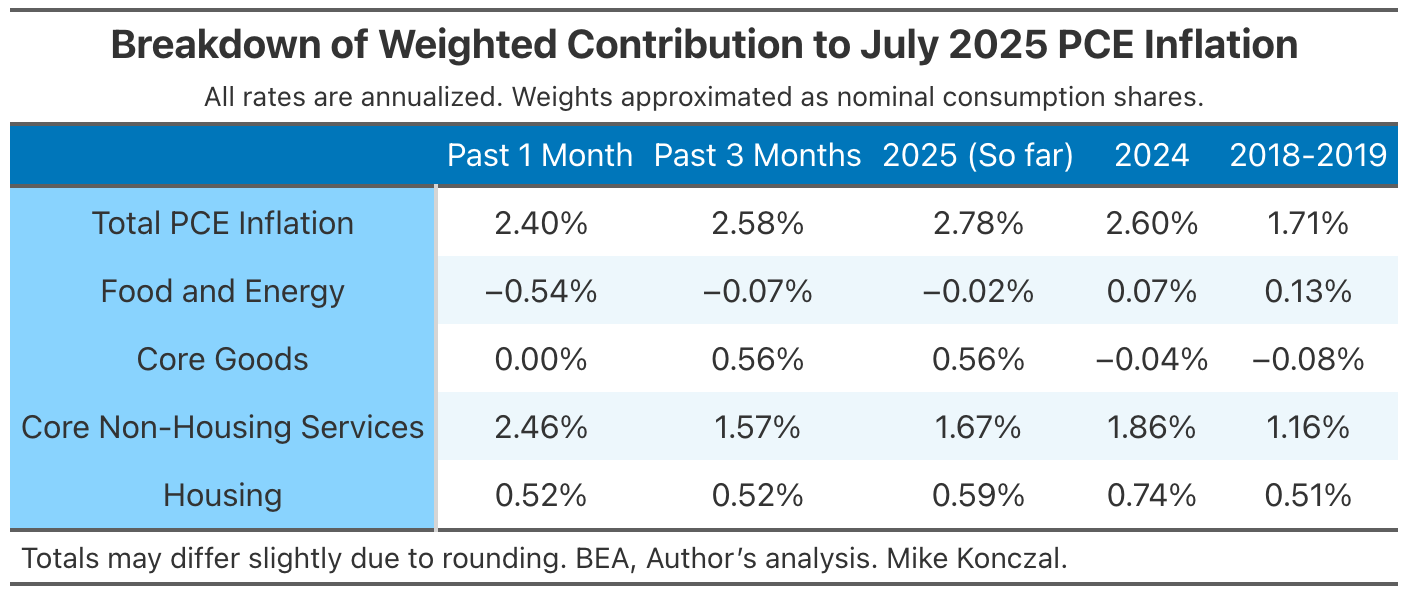 Breakdown of Weighted Contribution to July 2025 PCE Inflation
All rates are annualized. Weights approximated as nominal consumption shares.
Past 1 Month Past 3 Months 2025 (So far) 2024 2018-2019
Total PCE Inflation 2.40% 2.58% 2.78% 2.60% 1.71%
Food and Energy −0.54% −0.07% −0.02% 0.07% 0.13%
Core Goods 0.00% 0.56% 0.56% −0.04% −0.08%
Core Non-Housing Services 2.46% 1.57% 1.67% 1.86% 1.16%
Housing 0.52% 0.52% 0.59% 0.74% 0.51%
Totals may differ slightly due to rounding. BEA, Author’s analysis. Mike Konczal.